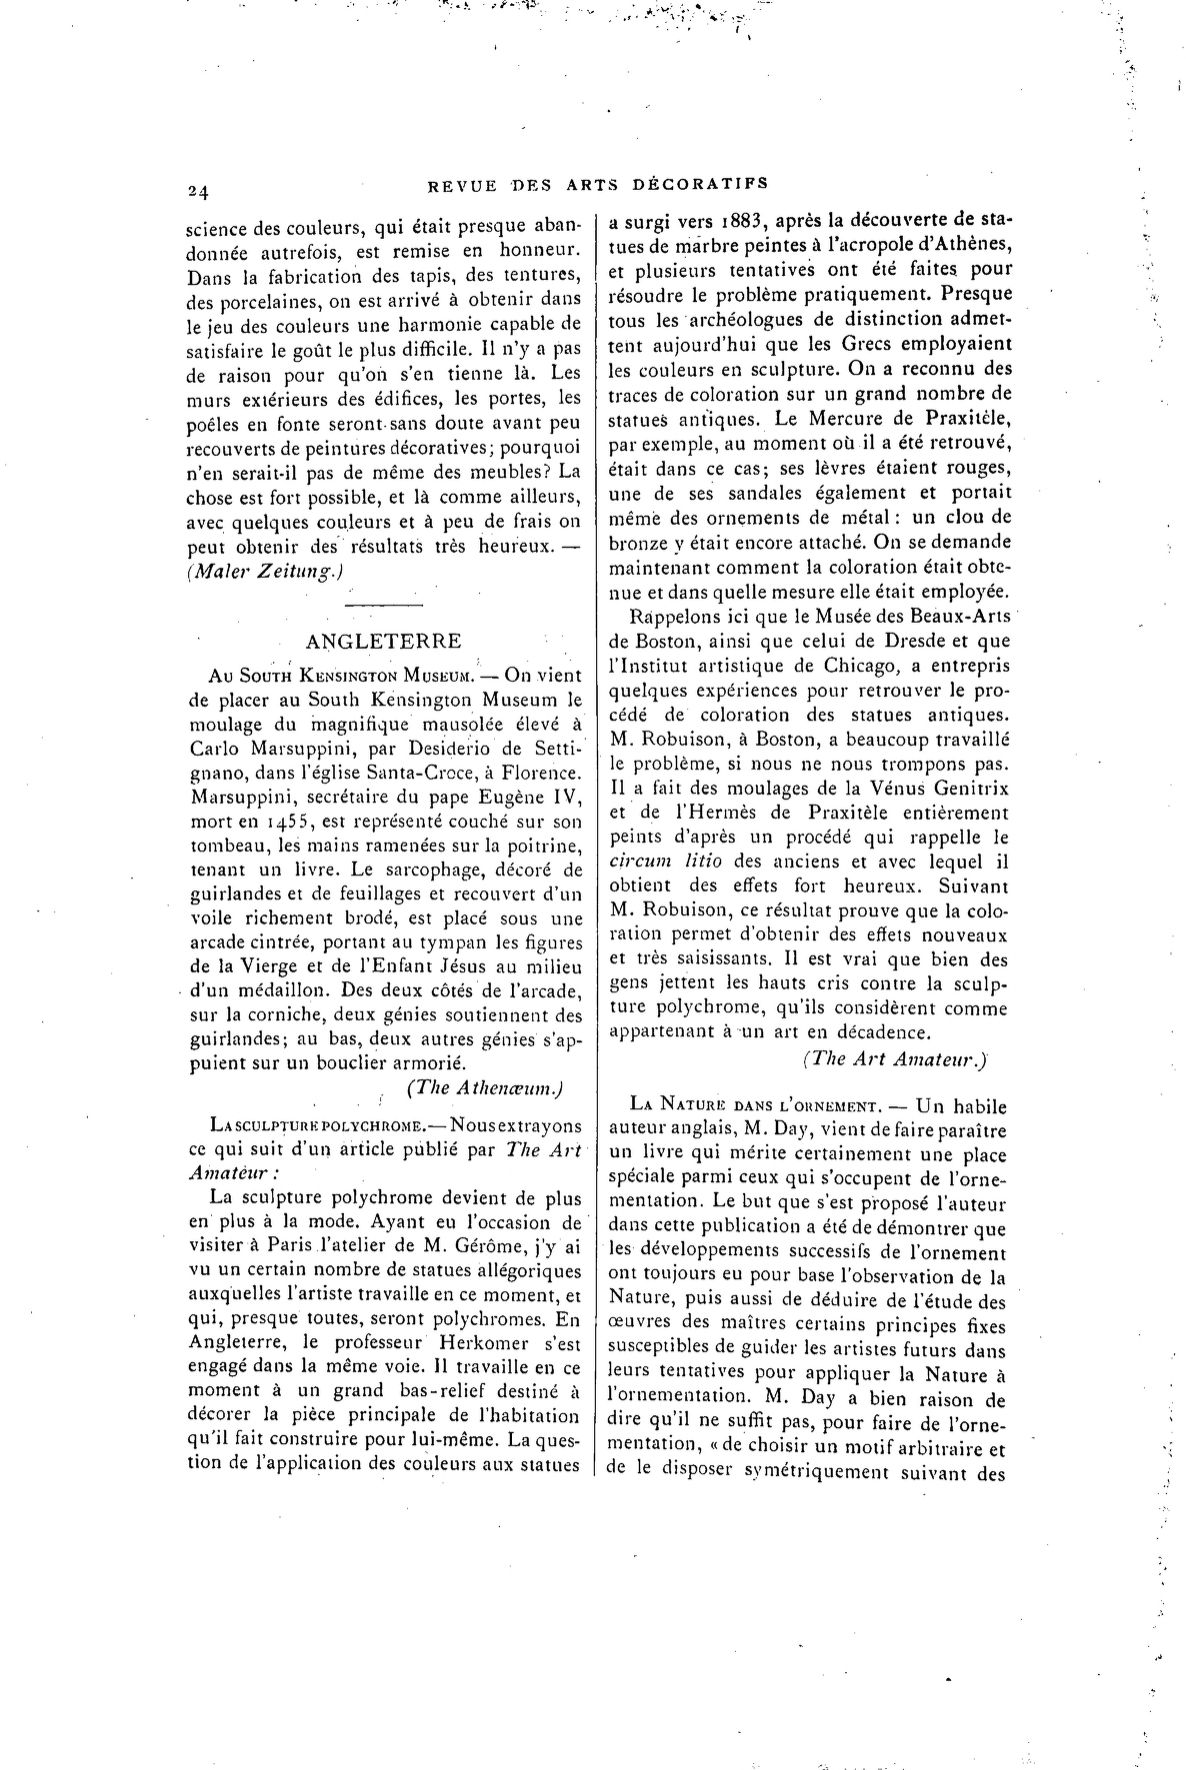 24
REVUE DES ARTS DÉCORATIFS
science des couleurs, qui était presque aban-
donnée autrefois, est remise en honneur.
Dans la fabrication des tapis, des tentures,
des porcelaines, on est arrivé à obtenir dans
le jeu des couleurs une harmonie capable de
satisfaire le goût le plus difficile. Il n'y a pas
de raison pour qu'on s'en tienne là. Les
murs extérieurs des édifices, les portes, les
poêles en fonte seront sans doute avant peu
recouverts de peintures décoratives; pourquoi
n'en serait-il pas de même des meubles? La
chose est fort possible, et là comme ailleurs,
avec quelques couleurs et à peu de frais on
peut obtenir des résultats très heureux. —
(Maler Zeitung.)
ANGLETERRE
AU SOUTH KENSINGTON MUSEUM. — On vient
de placer au South Kensington Museum le
moulage du magnifique mausolée élevé à
Carlo Marsuppini, par Desiderio de Setti-
gnano, dans l'église Santa-Croce, à Florence.
Marsuppini, secrétaire du pape Eugène IV,
mort en 1455, est représenté couché sur son
tombeau, les mains ramenées sur la poitrine,
tenant un livre. Le sarcophage, décoré de
guirlandes et de feuillages et recouvert d'un
voile richement brodé, est placé sous une
arcade cintrée, portant au tympan les figures
de la Vierge et de l'Enfant Jésus au milieu
d'un médaillon. Des deux côtés de l'arcade,
sur la corniche, deux génies soutiennent des
guirlandes; au bas, deux autres génies s'ap-
puient sur un bouclier armorié.
(The Athenæum.)
LA SCULPTURE POLYCHROME. — Nous extrayons
ce qui suit d'un article publié par The Art
Amateur :
La sculpture polychrome devient de plus
en plus à la mode. Ayant eu l'occasion de
visiter à Paris l'atelier de M. Gérôme, j'y ai
vu un certain nombre de statues allégoriques
auxquelles l'artiste travaille en ce moment, et
qui, presque toutes, seront polychromes. En
Angleterre, le professeur Herkomer s'est
engagé dans la même voie. Il travaille en ce
moment à un grand bas-relief destiné à
décorer la pièce principale de l'habitation
qu'il fait construire pour lui-même. La ques-
tion de l'application des couleurs aux statues
a surgi vers 1883, après la découverte de sta-
tues de marbre peintes à l'acropole d'Athènes,
et plusieurs tentatives ont été faites pour
résoudre le problème pratiquement. Presque
tous les archéologues de distinction admet-
tent aujourd'hui que les Grecs employaient
les couleurs en sculpture. On a reconnu des
traces de coloration sur un grand nombre de
statues antiques. Le Mercure de Praxitèle,
par exemple, au moment où il a été retrouvé,
était dans ce cas; ses lèvres étaient rouges,
une de ses sandales également et portait
même des ornements de métal : un clou de
bronze y était encore attaché. On se demande
maintenant comment la coloration était obte-
nue et dans quelle mesure elle était employée.
Rappelons ici que le Musée des Beaux-Arts
de Boston, ainsi que celui de Dresde et que
l'Institut artistique de Chicago, a entrepris
quelques expériences pour retrouver le pro-
cédé de coloration des statues antiques.
M. Robuison, à Boston, a beaucoup travaillé
le problème, si nous ne nous trompons pas.
Il a fait des moulages de la Vénus Genitrix
et de l'Hermès de Praxitèle entièrement
peints d'après un procédé qui rappelle le
circum litio des anciens et avec lequel il
obtient des effets fort heureux. Suivant
M. Robuison, ce résultat prouve que la colo-
ration permet d'obtenir des effets nouveaux
et très saisissants. Il est vrai que bien des
gens jettent les hauts cris contre la sculp-
ture polychrome, qu'ils considèrent comme
appartenant à un art en décadence.
(The Art Amateur.)
LA NATURE DANS L'ORNEMENT. — Un habile
auteur anglais, M. Day, vient de faire paraître
un livre qui mérite certainement une place
spéciale parmi ceux qui s'occupent de l'orne-
mentation. Le but que s'est proposé l'auteur
dans cette publication a été de démontrer que
les développements successifs de l'ornement
ont toujours eu pour base l'observation de la
Nature, puis aussi de déduire de l'étude des
œuvres des maîtres certains principes fixes
susceptibles de guider les artistes futurs dans
leurs tentatives pour appliquer la Nature à
l'ornementation. M. Day a bien raison de
dire qu'il ne suffit pas, pour faire de l'orne-
mentation, « de choisir un motif arbitraire et
de le disposer symétriquement suivant des